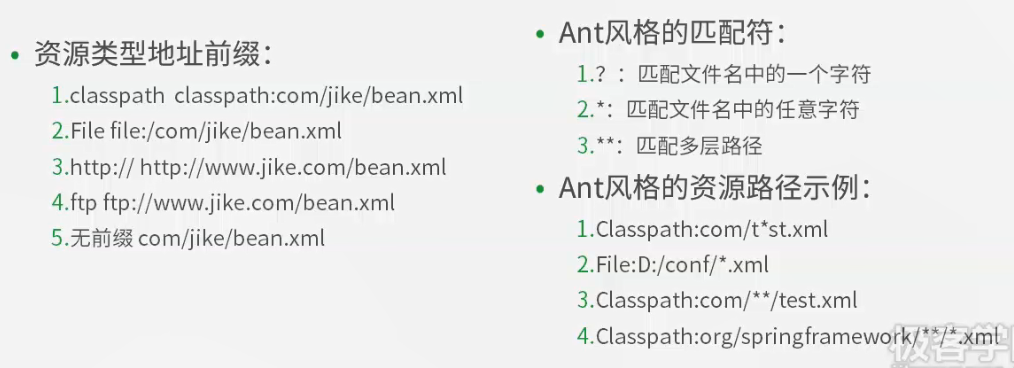 资源类型地址前缀：
1.classpath classpath:com/jike/bean.xml
2.File file:/com/jike/bean.xml
3.http:// http://www.jike.com/bean.xml
4.ftp ftp://www.jike.com/bean.xml
5.无前缀 com/jike/bean.xml
Ant风格的匹配符：
1.？：匹配文件名中的一个字符
2.*：匹配文件名中的任意字符
3.**：匹配多层路径
Ant风格的资源路径示例：
1.Classpath:com/t*st.xml
2.File:D:/conf/*.xml
3.Classpath:com/**/test.xml
4.Classpath:org/springframework/**/*.xml
极客学